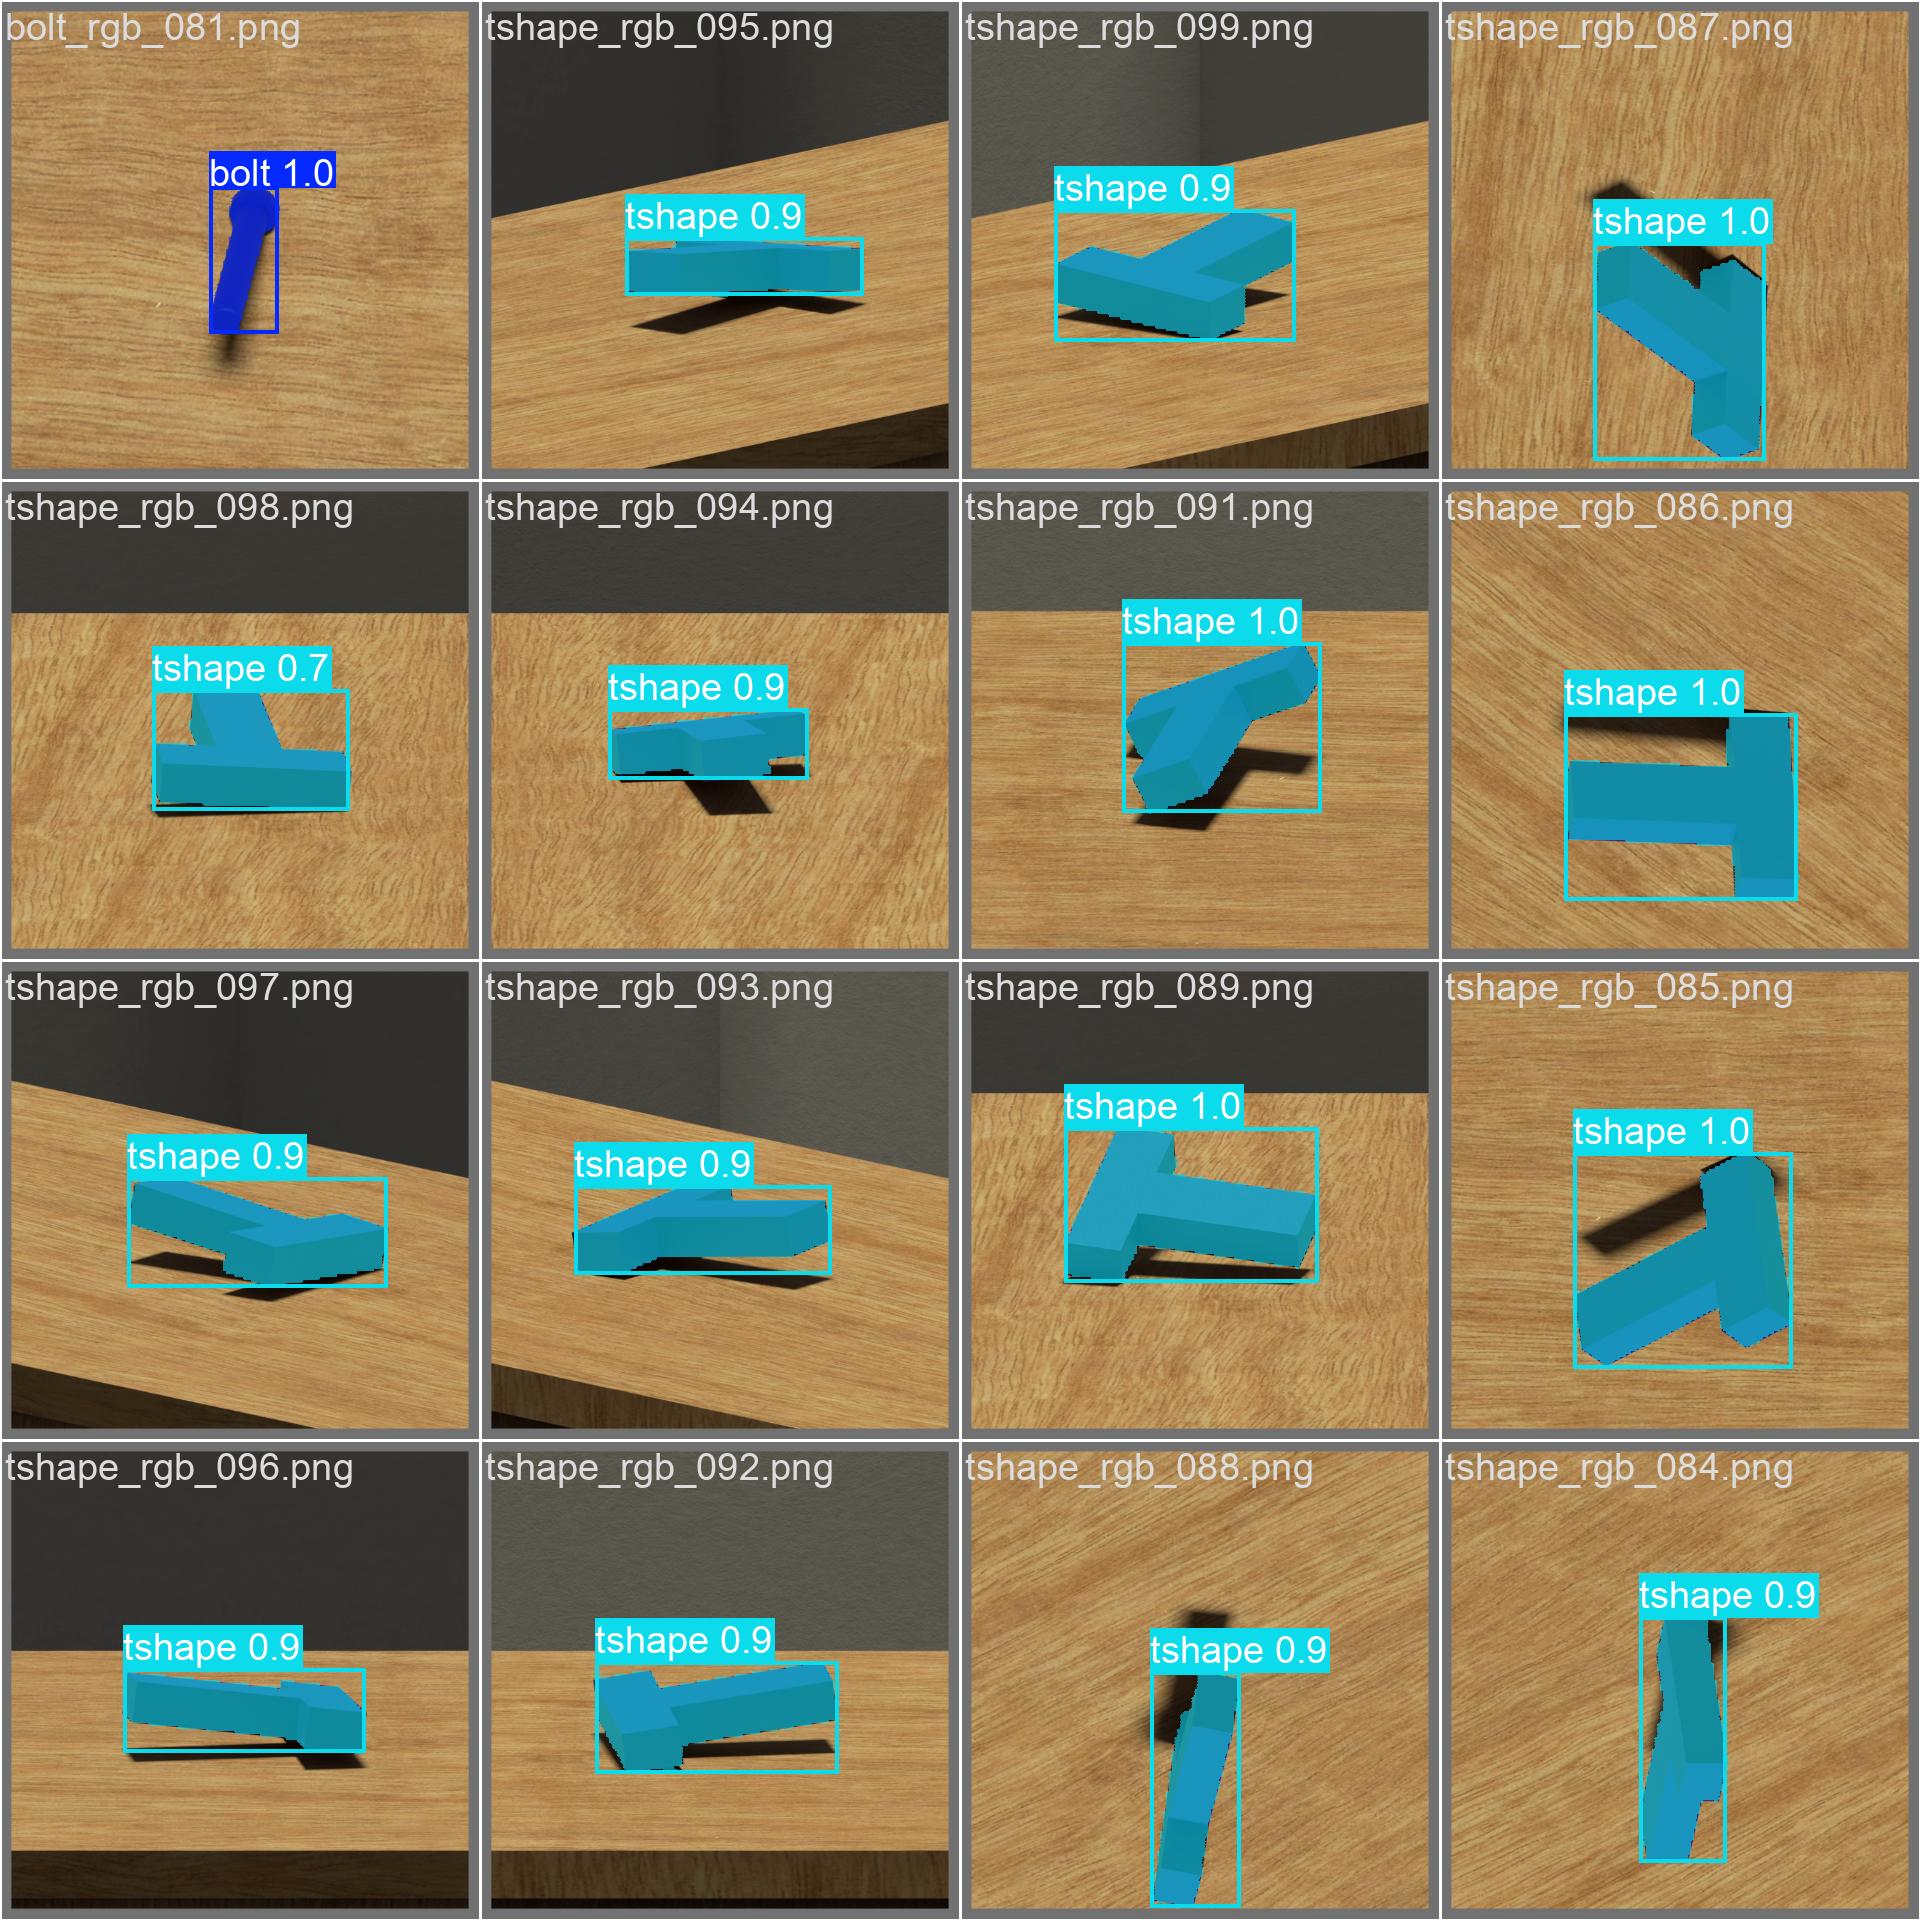 bolt_rgb_081.png
bolt 1.0
tshape_rgb_095.png
tshape 0.9
tshape_rgb_099.png
tshape 0.9
tshape_rgb_087.png
tshape 1.0
tshape_rgb_098.png
tshape 0.7
tshape_rgb_094.png
tshape 0.9
tshape_rgb_091.png
tshape 1.0
tshape_rgb_086.png
tshape 1.0
tshape_rgb_097.png
tshape 0.9
tshape_rgb_093.png
tshape 0.9
tshape_rgb_089.png
tshape 1.0
tshape_rgb_085.png
tshape 1.0
tshape_rgb_096.png
tshape 0.9
tshape_rgb_092.png
tshape 0.9
tshape_rgb_088.png
tshape 0.9
tshape_rgb_084.png
tshape 0.9